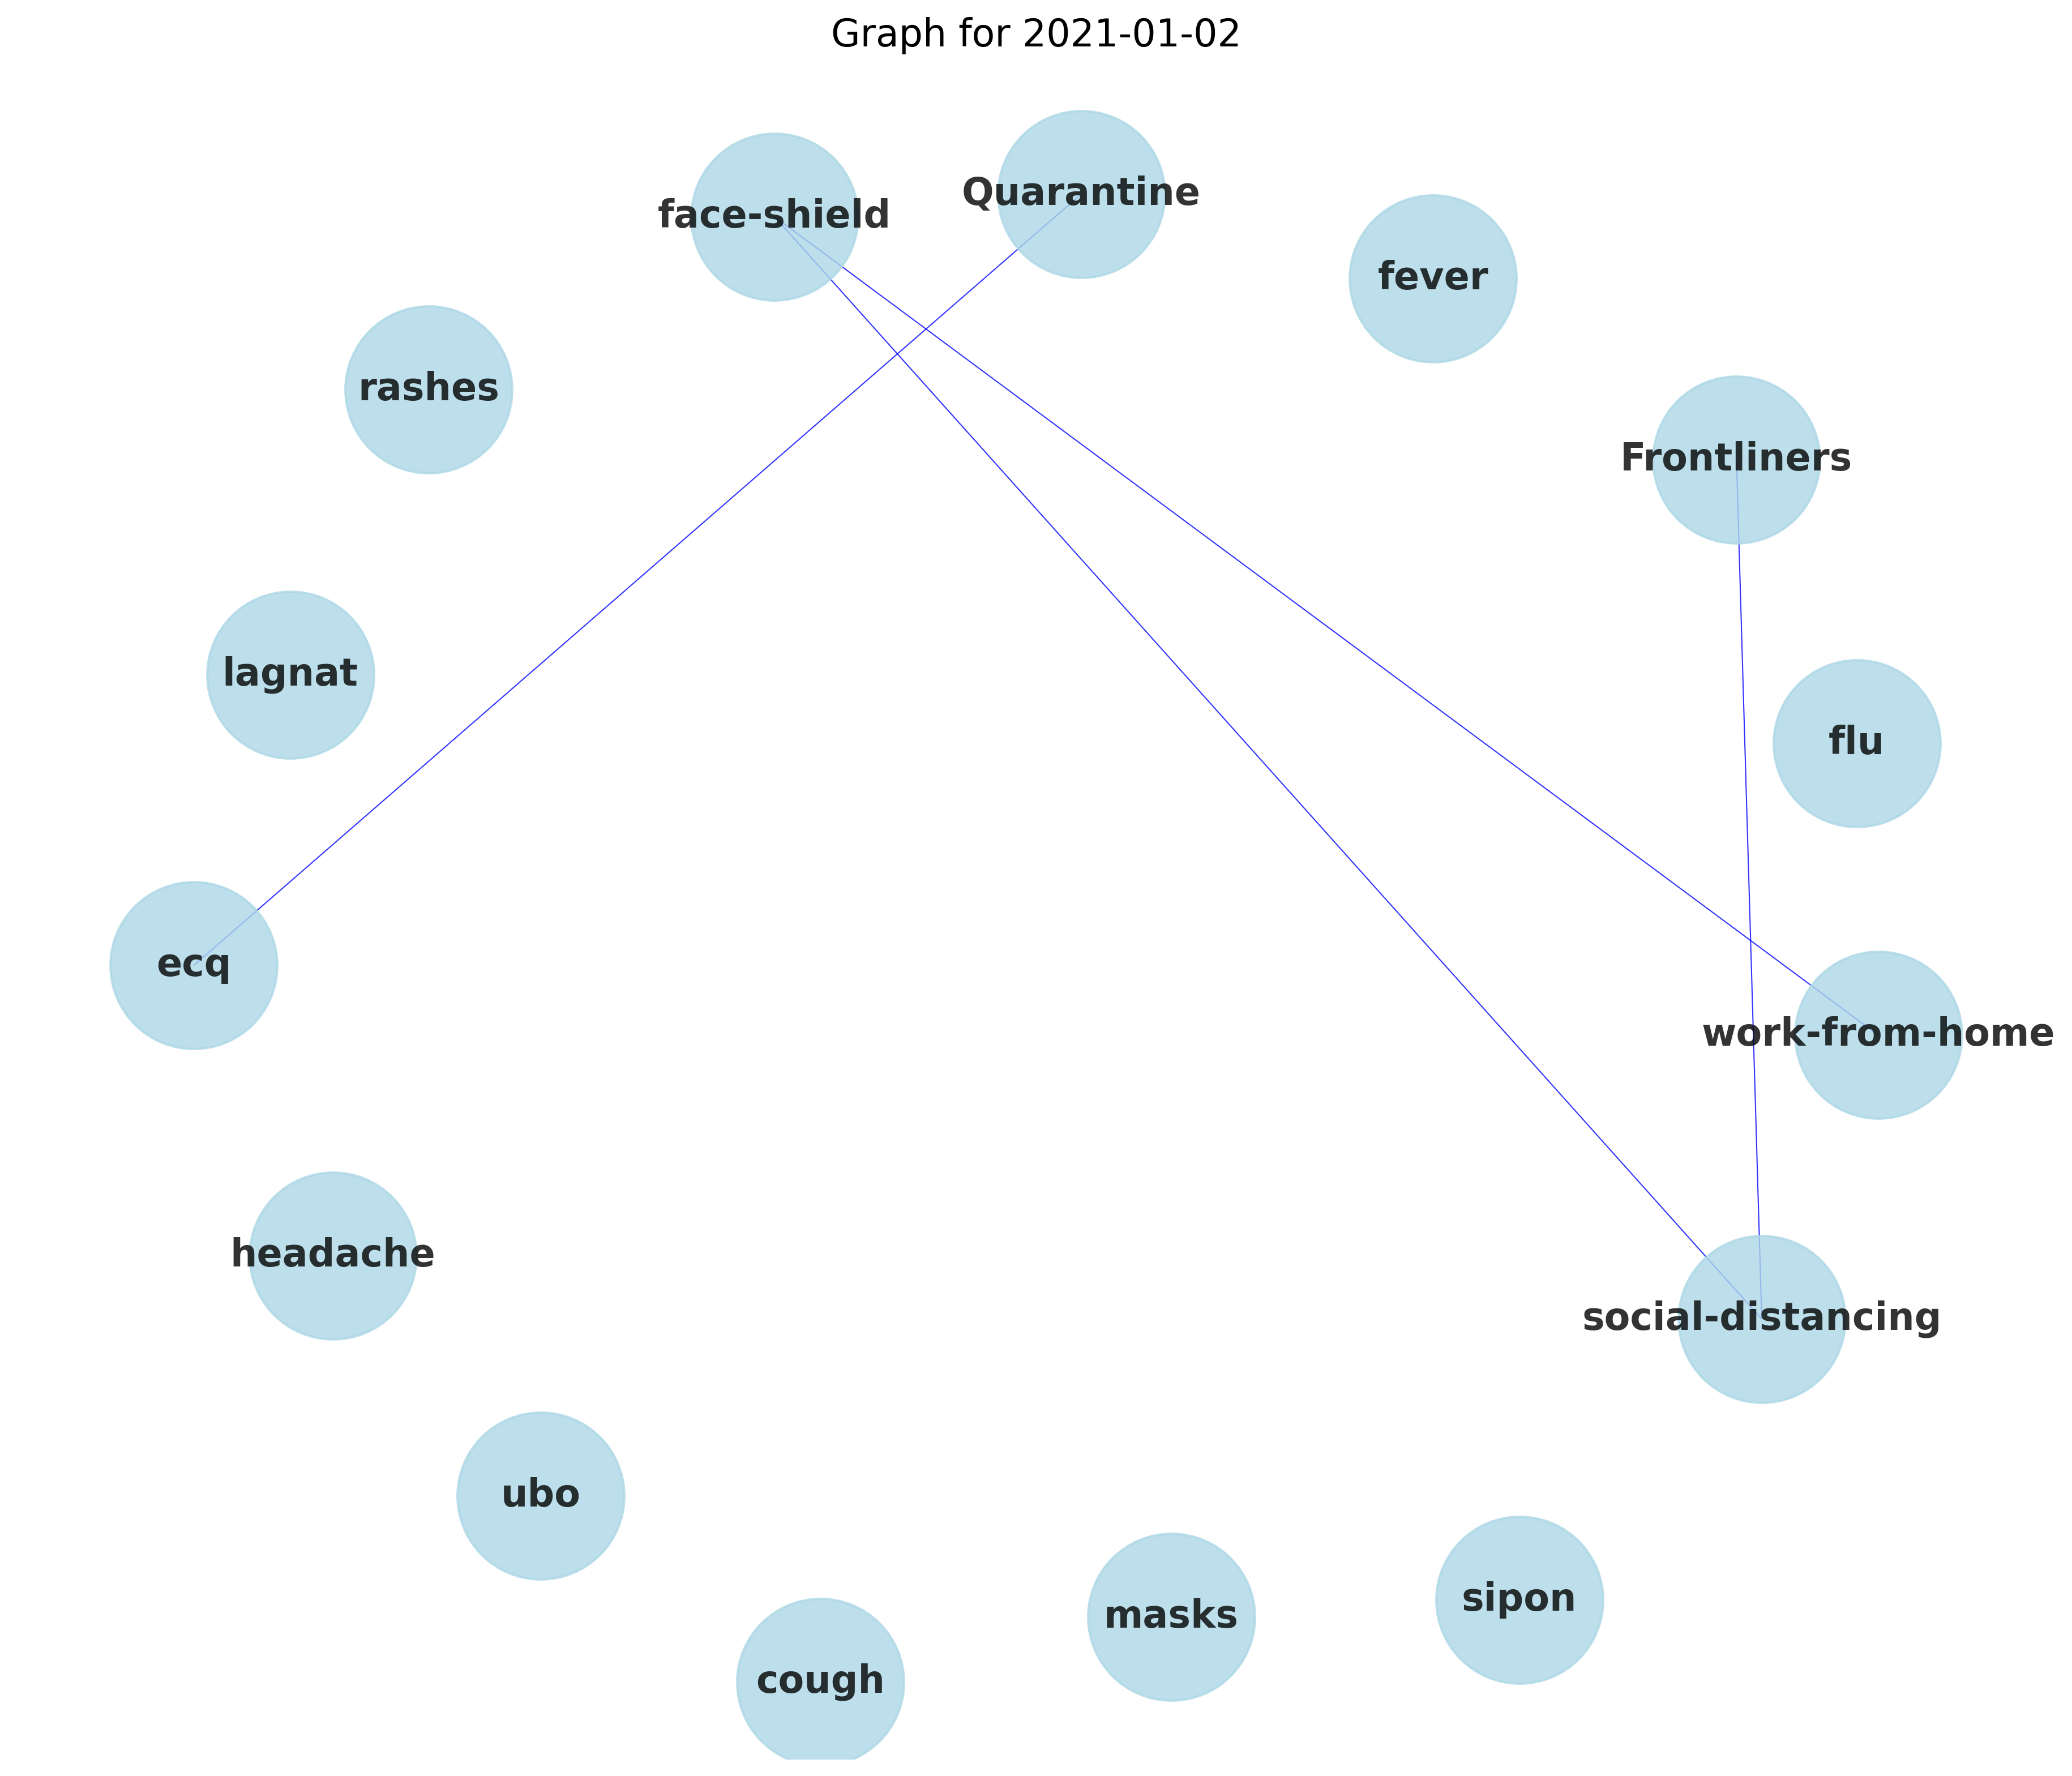 Graph for 2021-01-02
Quarantine
face-shield
fever
rashes
Frontliners
lagnat
flu
ecq
work-from-home
headache
social-distancing
ubo
sipon
masks
cough